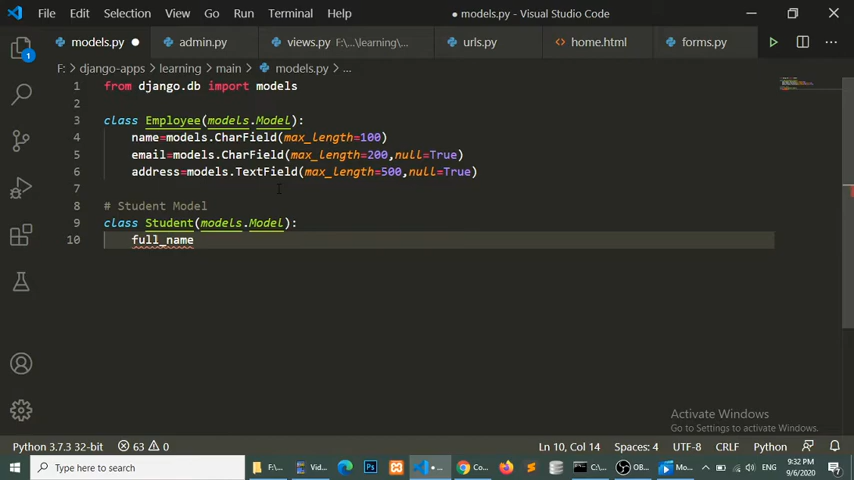 File Edit Selection View Go Run Terminal Help ● models.py - Visual Studio Code
models.py ● admin.py views.py F:\...\learning\... urls.py home.html forms.py
F: > django-apps > learning > main > models.py > ...
1 from django.db import models
2
3 class Employee(models.Model):
4 name=models.CharField(max_length=100)
5 email=models.CharField(max_length=200,null=True)
6 address=models.TextField(max_length=500,null=True)
7
8 # Student Model
9 class Student(models.Model):
10 full_name
1
Activate Windows
Go to Settings to activate Windows.
Python 3.7.3 32-bit 63 0 Ln 10, Col 14 Spaces: 4 UTF-8 CRLF Python
Type here to search F:\... Vid... Co... C:\... OB... Mo... ENG 9:32 PM
9/6/2020